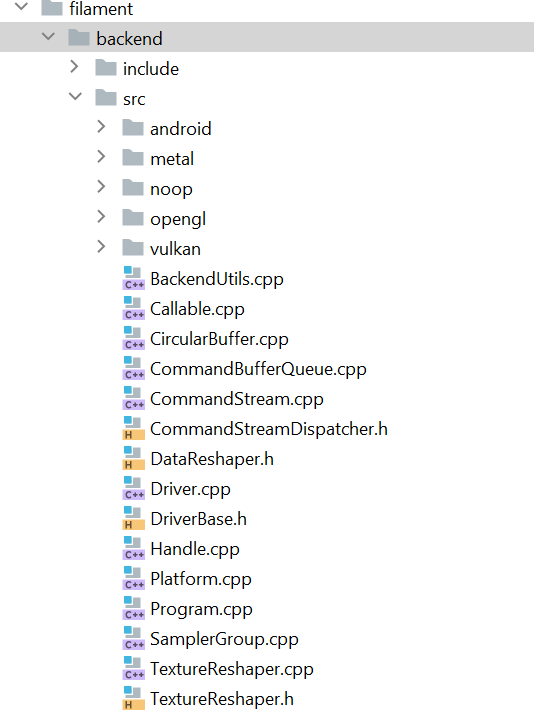 filament
backend
include
src
android
metal
noop
opengl
vulkan
C++ BackendUtils.cpp
C++ Callable.cpp
C++ CircularBuffer.cpp
C++ CommandBufferQueue.cpp
C++ CommandStream.cpp
H CommandStreamDispatcher.h
H DataReshaper.h
C++ Driver.cpp
H DriverBase.h
C++ Handle.cpp
C++ Platform.cpp
C++ Program.cpp
C++ SamplerGroup.cpp
C++ TextureReshaper.cpp
H TextureReshaper.h